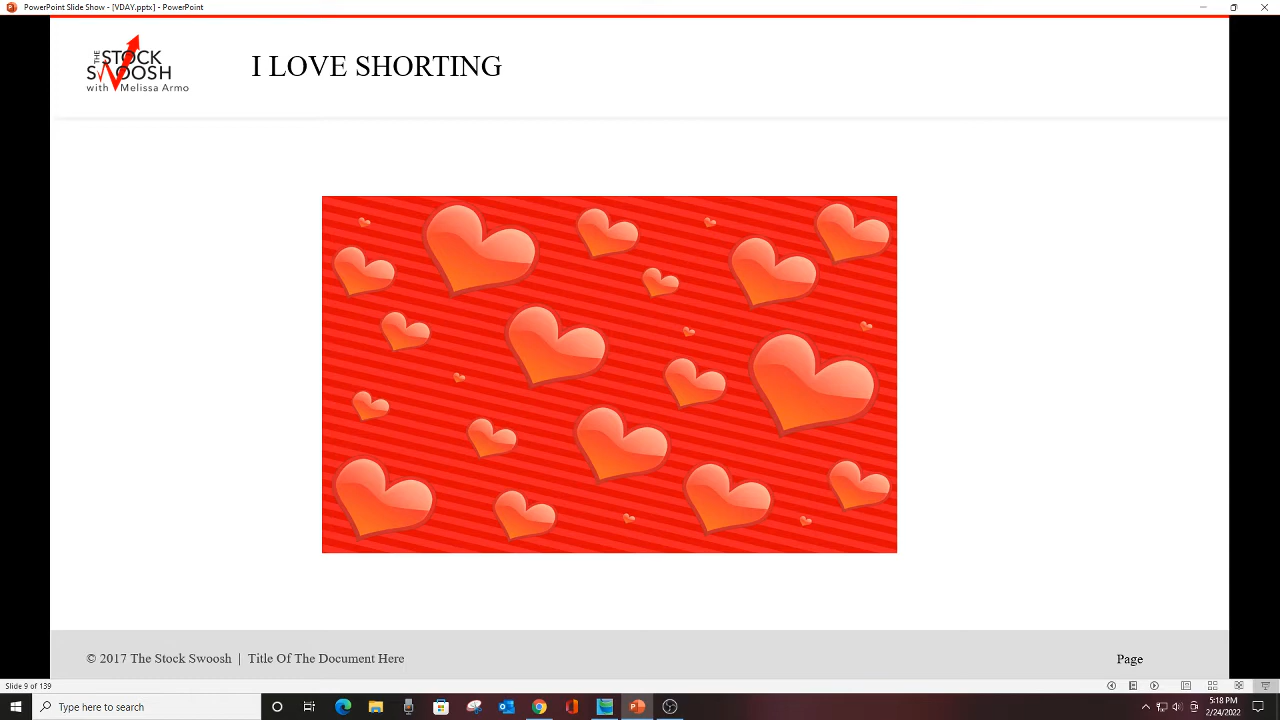 PowerPoint Slide Show - [VDAY.pptx] - PowerPoint
THE STOCK
SWOOSH
with Melissa Armo
I LOVE SHORTING
© 2017 The Stock Swoosh | Title Of The Document Here
Page
Slide 9 of 139
Type here to search
5:18 PM
2/24/2022